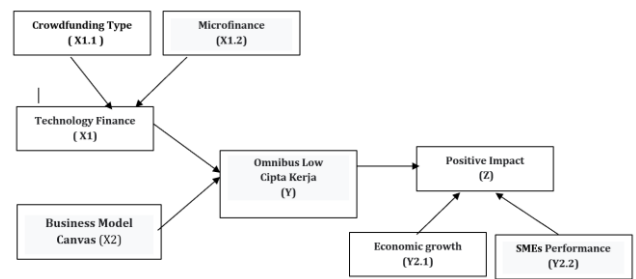 Crowdfunding Type
( X1.1 )
Microfinance
(X1.2)
Technology Finance
( X1)
Omnibus Low
Cipta Kerja
(Y)
Positive Impact
(Z)
Business Model
Canvas (X2)
Economic growth
(Y2.1)
SMEs Performance
(Y2.2)